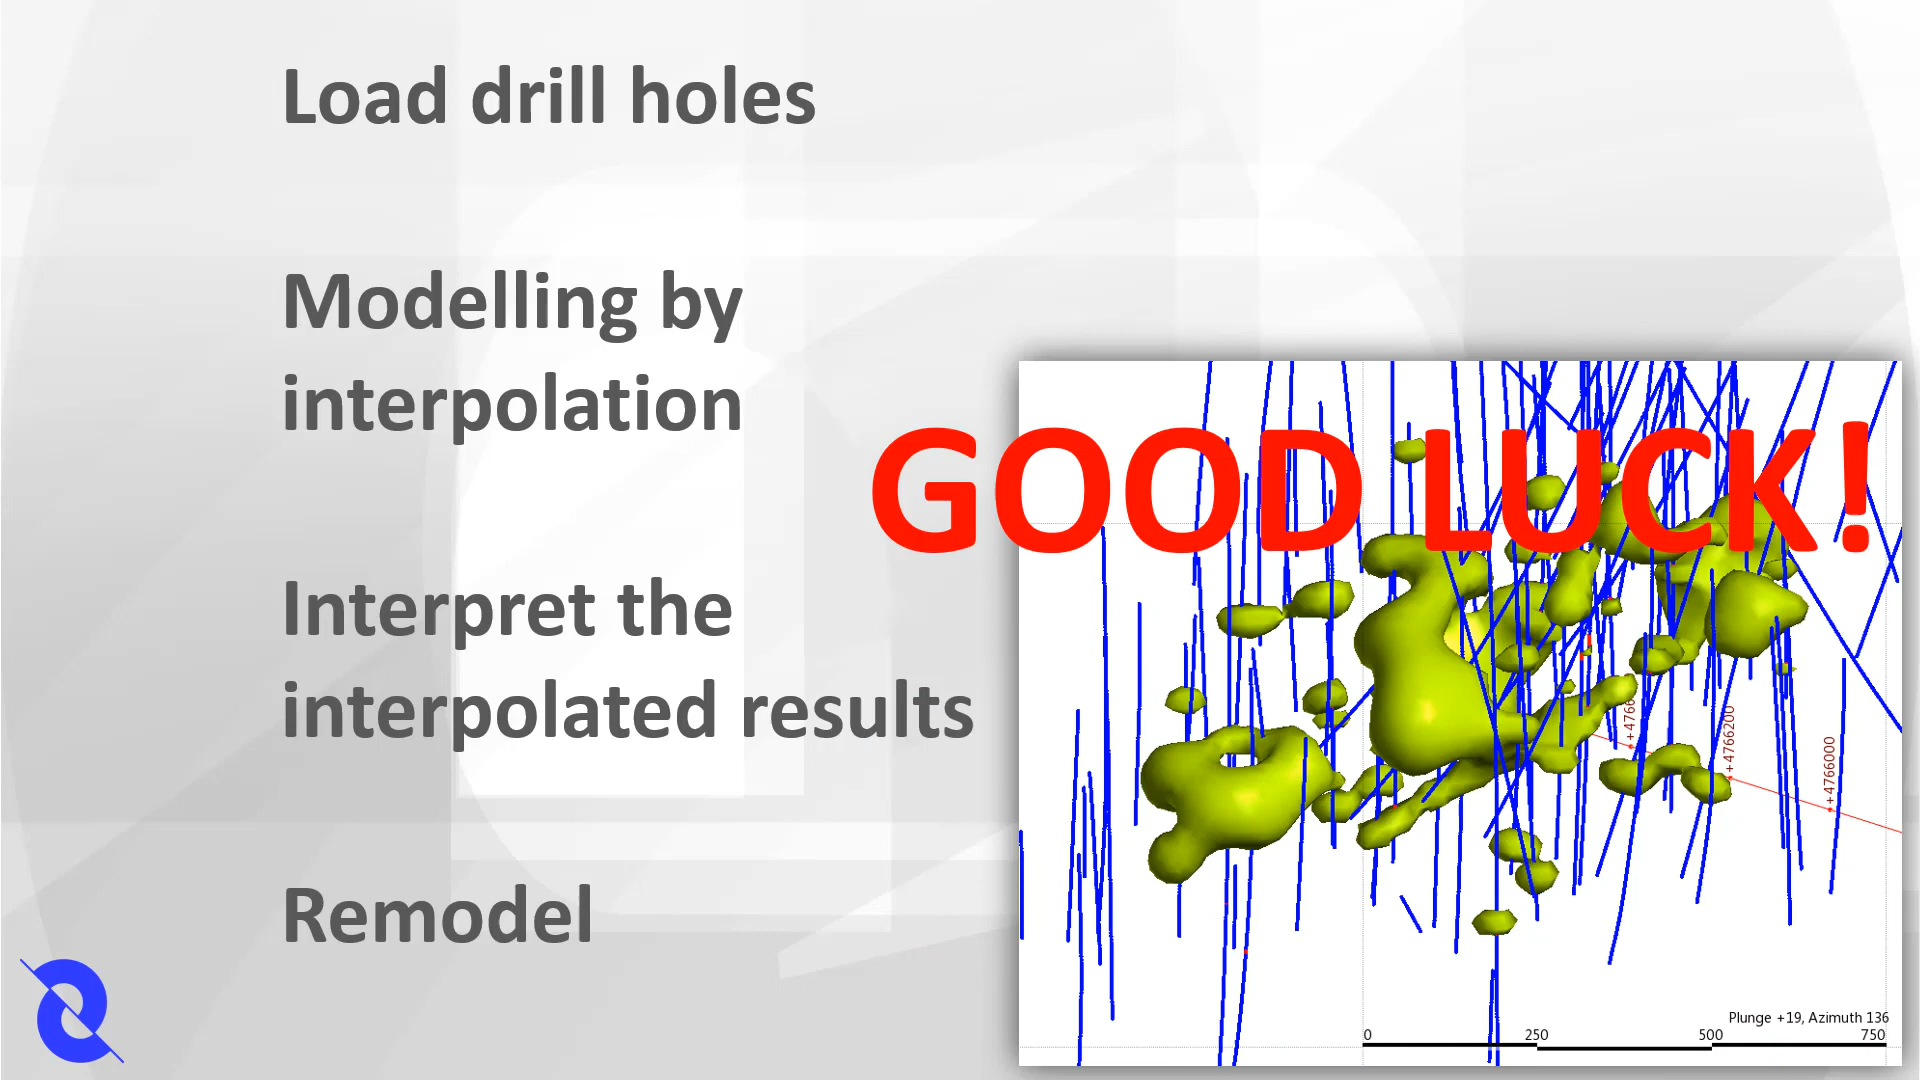 Load drill holes
Modelling by
interpolation
GOOD LUCK!
Interpret the
interpolated results
Remodel
+4766200
+4766000
Plunge +19, Azimuth 136
0 250 500 750